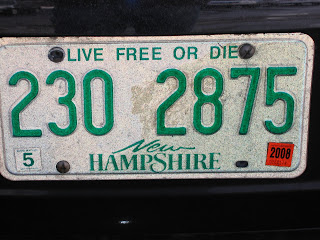 LIVE FREE OR DIE
230 2875
5
2008
New
HAMPSHIRE